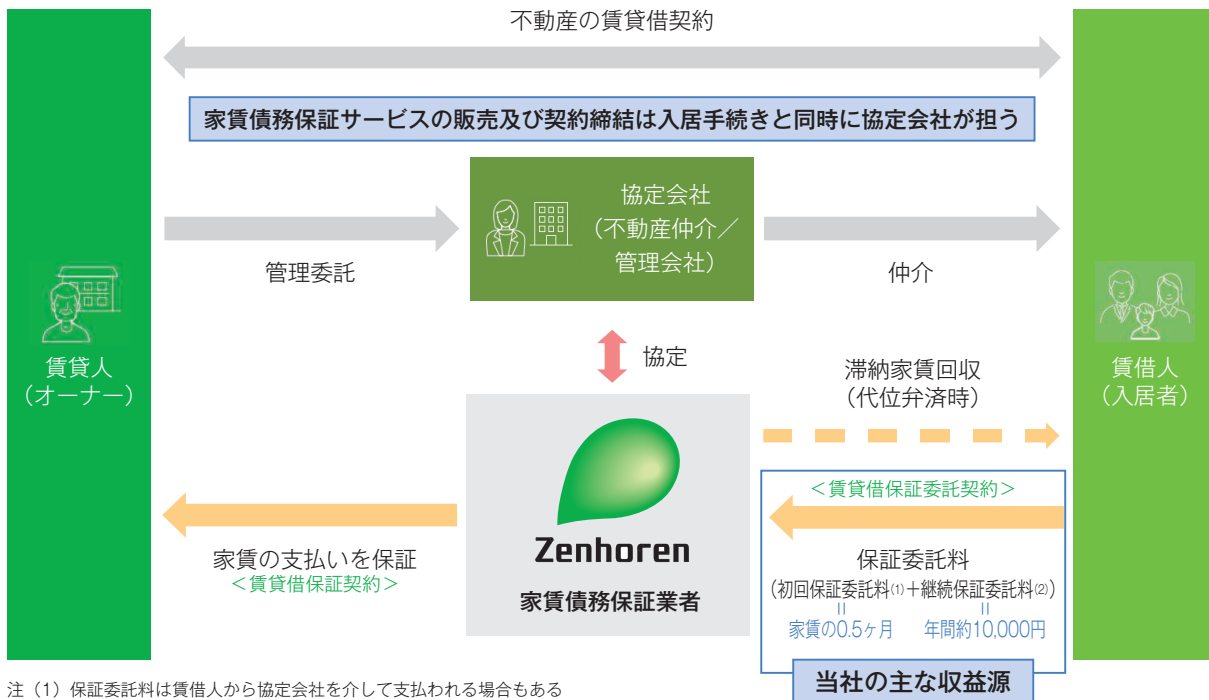 不動産の賃貸借契約
家賃債務保証サービスの販売及び契約締結は入居手続きと同時に協定会社が担う
協定会社
（不動産仲介／
管理会社）
管理委託
仲介
賃貸人
（オーナー）
賃借人
（入居者）
協定
滞納家賃回収
（代位弁済時）
Zenhoren
家賃債務保証業者
家賃の支払いを保証
＜賃貸借保証契約＞
＜賃貸借保証委託契約＞
保証委託料
（初回保証委託料(1)＋継続保証委託料(2)）
＝ ＝
家賃の0.5ヶ月 年間約10,000円
当社の主な収益源
注（1）保証委託料は賃借人から協定会社を介して支払われる場合もある